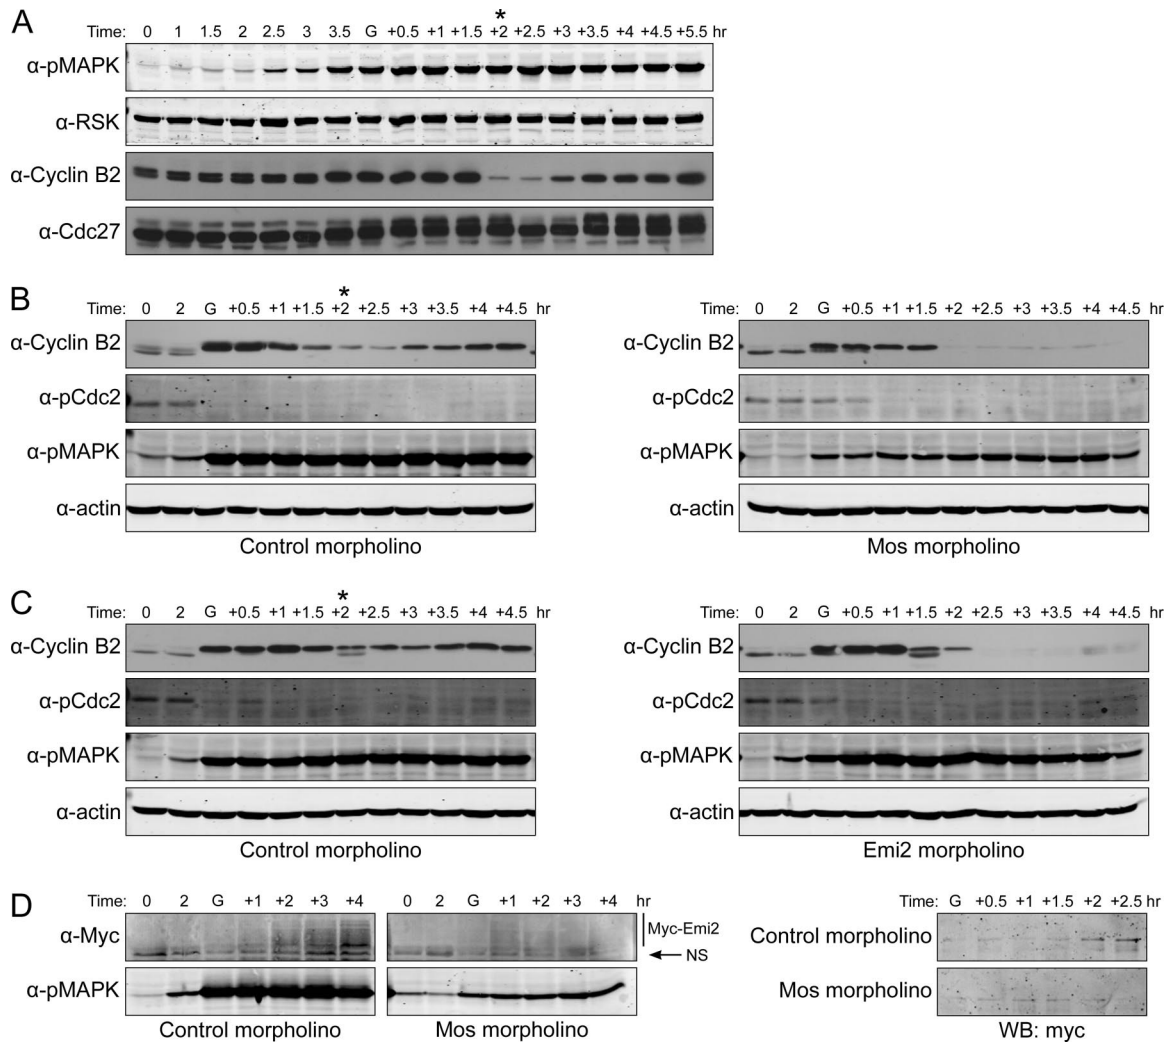 A
*
Time: 0 1 1.5 2 2.5 3 3.5 G +0.5 +1 +1.5 +2 +2.5 +3 +3.5 +4 +4.5 +5.5 hr
α-pMAPK
α-RSK
α-Cyclin B2
α-Cdc27
B
*
Time: 0 2 G +0.5 +1 +1.5 +2 +2.5 +3 +3.5 +4 +4.5 hr
α-Cyclin B2
α-pCdc2
α-pMAPK
α-actin
Control morpholino
Time: 0 2 G +0.5 +1 +1.5 +2 +2.5 +3 +3.5 +4 +4.5 hr
α-Cyclin B2
α-pCdc2
α-pMAPK
α-actin
Mos morpholino
C
*
Time: 0 2 G +0.5 +1 +1.5 +2 +2.5 +3 +3.5 +4 +4.5 hr
α-Cyclin B2
α-pCdc2
α-pMAPK
α-actin
Control morpholino
Time: 0 2 G +0.5 +1 +1.5 +2 +2.5 +3 +3.5 +4 +4.5 hr
α-Cyclin B2
α-pCdc2
α-pMAPK
α-actin
Emi2 morpholino
D
Time: 0 2 G +1 +2 +3 +4 0 2 G +1 +2 +3 +4 hr
α-Myc
Myc-Emi2
NS
α-pMAPK
Control morpholino
Mos morpholino
Time: G +0.5 +1 +1.5 +2 +2.5 hr
Control morpholino
Mos morpholino
WB: myc